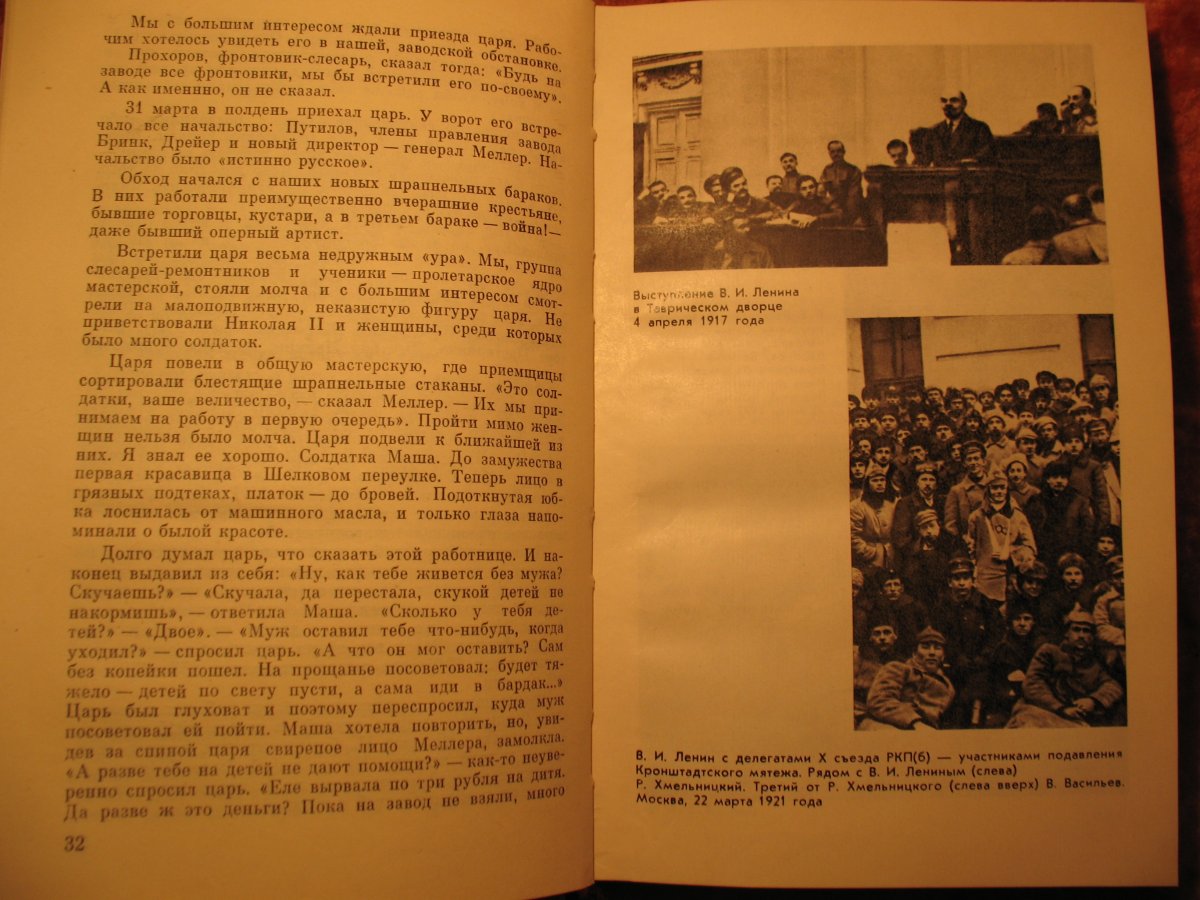 Мы с большим интересом ждали приезда царя. Рабо-
чим хотелось увидеть его в нашей, заводской обстановке.
Прохоров, фронтовик-слесарь, сказал тогда: «Будь на
заводе все фронтовики, мы бы встретили его по-своему».
А как именнно, он не сказал.
31 марта в полдень приехал царь. У ворот его встре-
чало все начальство: Путилов, члены правления завода
Бринк, Дрейер и новый директор — генерал Меллер. На-
чальство было «истинно русское».
Обход начался с наших новых шрапнельных бараков.
В них работали преимущественно вчерашние крестьяне,
бывшие торговцы, кустари, а в третьем бараке — война!—
даже бывший оперный артист.
Встретили царя весьма недружным «ура». Мы, группа
слесарей-ремонтников и ученики — пролетарское ядро
мастерской, стояли молча и с большим интересом смот-
рели на малоподвижную, неказистую фигуру царя. Не
приветствовали Николая II и женщины, среди которых
было много солдаток.
Царя повели в общую мастерскую, где приемщицы
сортировали блестящие шрапнельные стаканы. «Это сол-
датки, ваше величество, — сказал Меллер. — Их мы при-
нимаем на работу в первую очередь». Пройти мимо жен-
щин нельзя было молча. Царя подвели к ближайшей из
них. Я знал ее хорошо. Солдатка Маша. До замужества
первая красавица в Шелковом переулке. Теперь лицо в
грязных подтеках, платок — до бровей. Подоткнутая юб-
ка лоснилась от машинного масла, и только глаза напо-
минали о былой красоте.
Долго думал царь, что сказать этой работнице. И на-
конец выдавил из себя: «Ну, как тебе живется без мужа?
Скучаешь?» — «Скучала, да перестала, скукой детей не
накормишь», — ответила Маша. «Сколько у тебя де-
тей?» — «Двое». — «Муж оставил тебе что-нибудь, когда
уходил?» — спросил царь. «А что он мог оставить? Сам
без копейки пошел. На прощанье посоветовал: будет тя-
жело — детей по свету пусти, а сама иди в бардак...»
Царь был глуховат и поэтому переспросил, куда муж
посоветовал ей пойти. Маша хотела повторить, но, уви-
дев за спиной царя свирепое лицо Меллера, замолкла.
«А разве тебе на детей не дают помощи?» — как-то неуве-
ренно спросил царь. «Еле вырвала по три рубля на дитя.
Да разве ж это деньги? Пока на завод не взяли, много
32
Выступление В. И. Ленина
в Таврическом дворце
4 апреля 1917 года
В. И. Ленин с делегатами X съезда РКП(б) — участниками подавления
Кронштадтского мятежа. Рядом с В. И. Лениным (слева)
Р. Хмельницкий. Третий от Р. Хмельницкого (слева вверх) В. Васильев.
Москва, 22 марта 1921 года